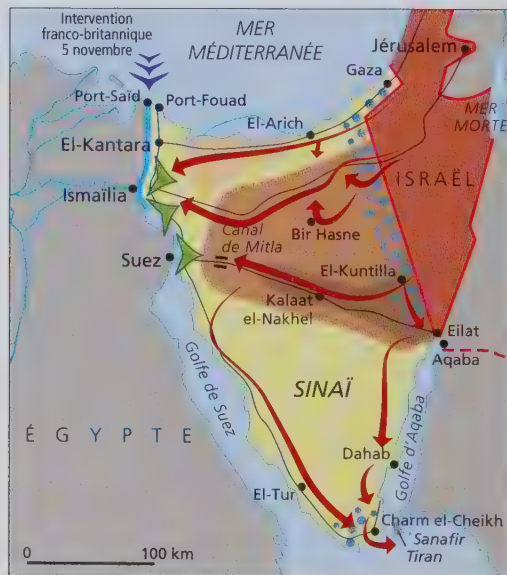 Intervention
franco-britannique
5 novembre
MER
MÉDITERRANÉE
Jérusalem
Gaza
Port-Saïd
Port-Fouad
MER
MORTE
El-Arich
El-Kantara
ISRAËL
Ismaïlia
Canal
de Mitla
Bir Hasne
Suez
El-Kuntilla
Kalaat
el-Nakhel
Eilat
Aqaba
SINAÏ
Golfe de Suez
Golfe d'Aqaba
ÉGYPTE
Dahab
El-Tur
Charm el-Cheikh
Sanafir
Tiran
0 100 km